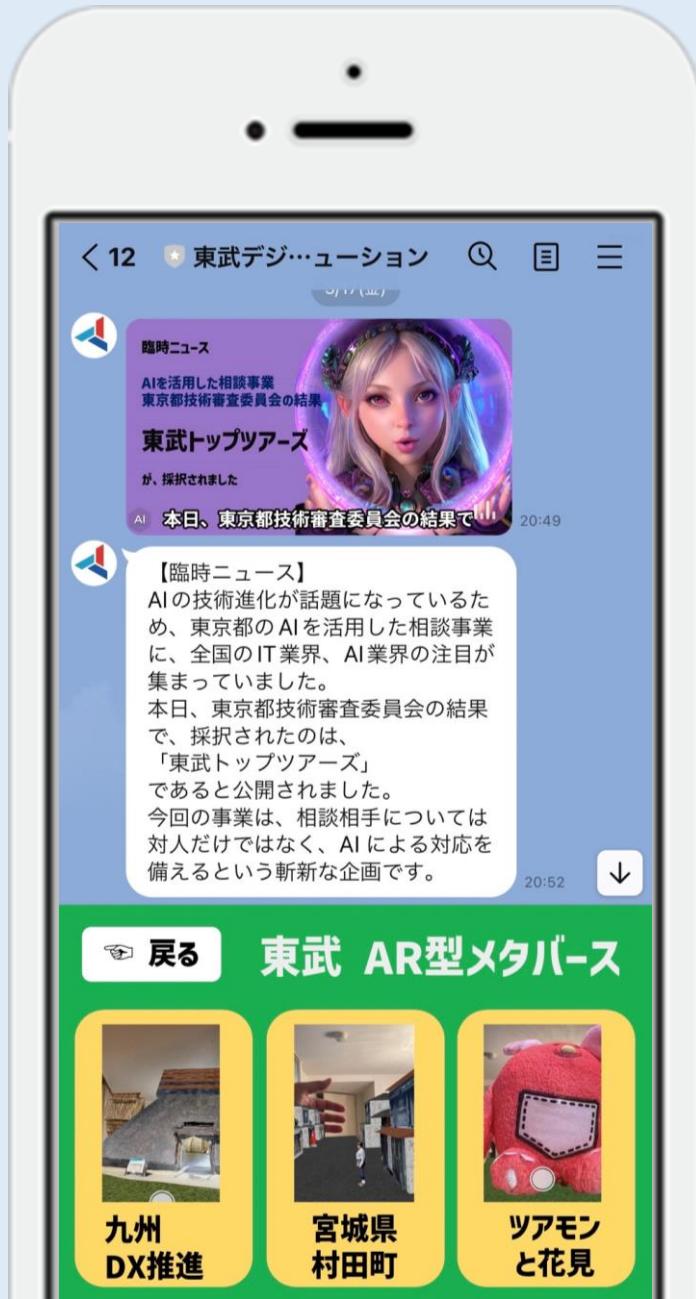 12 東武デジ…ューション
3/17(金)
臨時ニュース
AIを活用した相談事業
東京都技術審査委員会の結果
東武トップツアーズ
が、採択されました
AI 本日、東京都技術審査委員会の結果で
20:49
【臨時ニュース】
AIの技術進化が話題になっているた
め、東京都のAIを活用した相談事業
に、全国のIT業界、AI業界の注目が
集まっていました。
本日、東京都技術審査委員会の結果
で、採択されたのは、
「東武トップツアーズ」
であると公開されました。
今回の事業は、相談相手については
対人だけではなく、AIによる対応を
備えるという斬新な企画です。
20:52
戻る 東武 AR型メタバース
九州
DX推進
宮城県
村田町
ツアモン
と花見